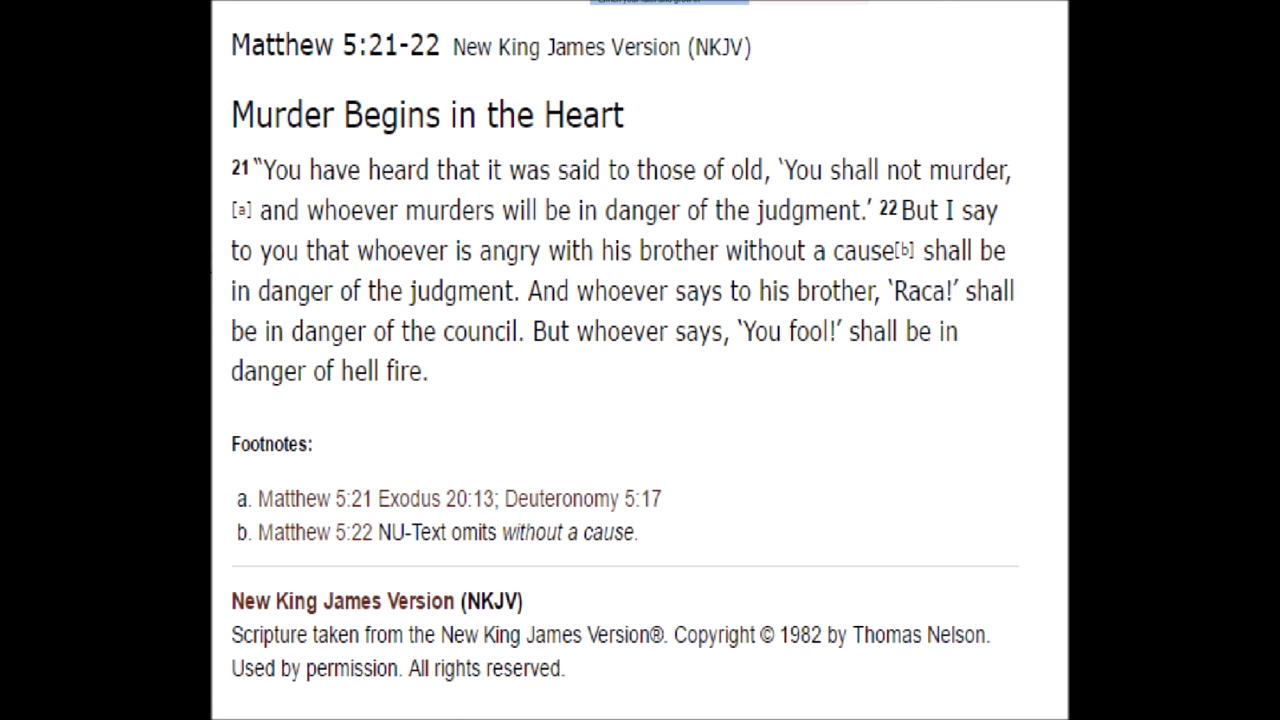 Matthew 5:21-22 New King James Version (NKJV)
Murder Begins in the Heart
21 “You have heard that it was said to those of old, ‘You shall not murder,
[a] and whoever murders will be in danger of the judgment.’ 22 But I say
to you that whoever is angry with his brother without a cause[b] shall be
in danger of the judgment. And whoever says to his brother, ‘Raca!’ shall
be in danger of the council. But whoever says, ‘You fool!’ shall be in
danger of hell fire.
Footnotes:
a. Matthew 5:21 Exodus 20:13; Deuteronomy 5:17
b. Matthew 5:22 NU-Text omits without a cause.
New King James Version (NKJV)
Scripture taken from the New King James Version®. Copyright © 1982 by Thomas Nelson.
Used by permission. All rights reserved.